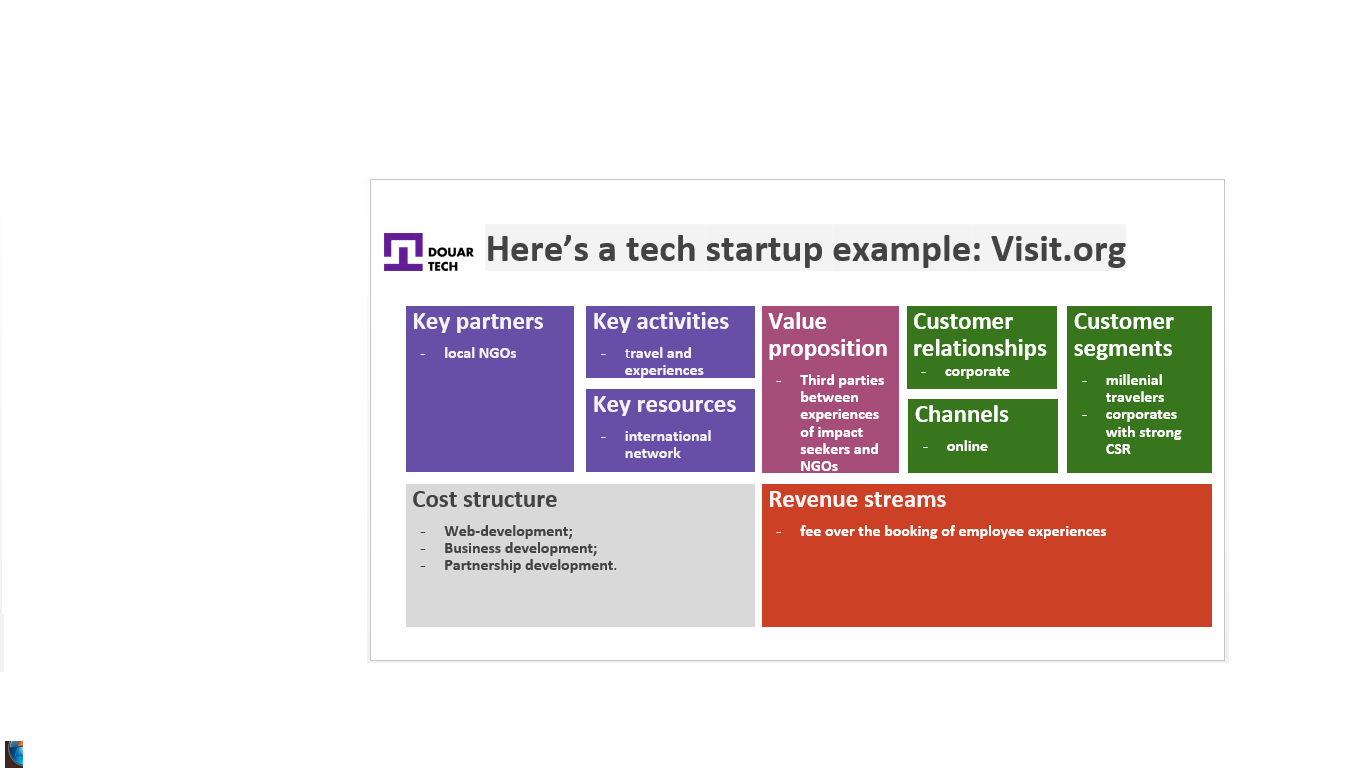 DOUAR
TECH
Here’s a tech startup example: Visit.org
Key partners
- local NGOs
Key activities
- travel and
experiences
Key resources
- international
network
Value
proposition
- Third parties
between
experiences
of impact
seekers and
NGOs
Customer
relationships
- corporate
Channels
- online
Customer
segments
- millenial
travelers
- corporates
with strong
CSR
Cost structure
- Web-development;
- Business development;
- Partnership development.
Revenue streams
- fee over the booking of employee experiences